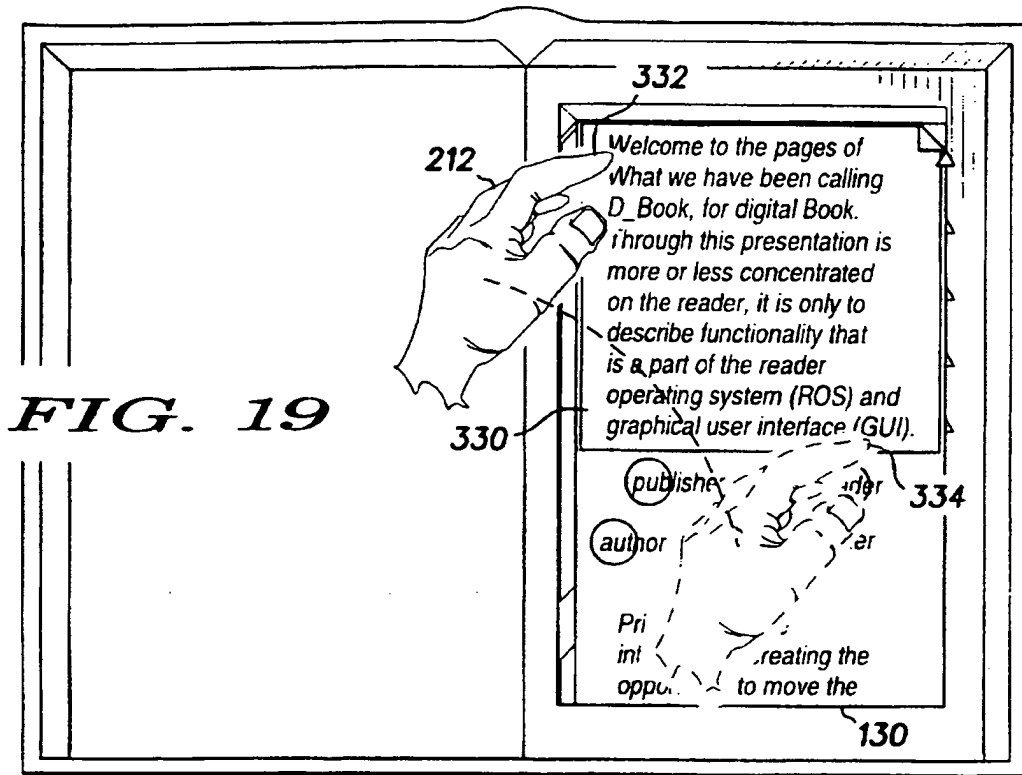 332
212
Welcome to the pages of
What we have been calling
D_Book, for digital Book.
Through this presentation is
more or less concentrated
on the reader, it is only to
describe functionality that
is a part of the reader
operating system (ROS) and
graphical user interface (GUI).
FIG. 19
330
publisher
334
author
Pri
int creating the
to move the
130